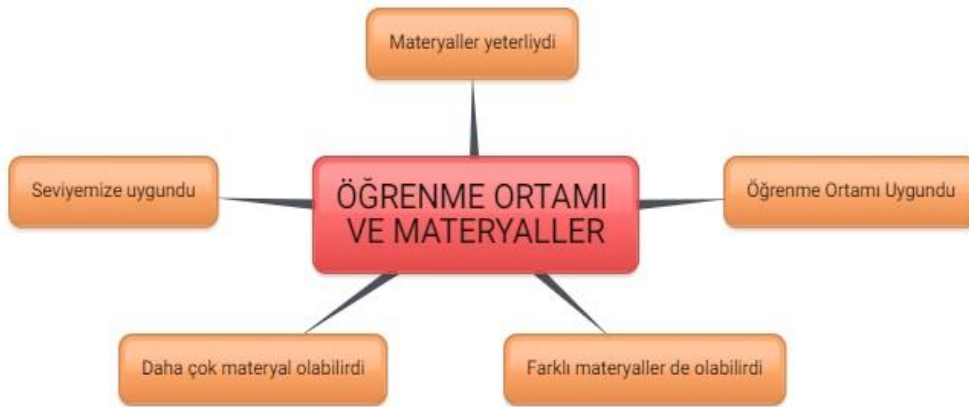 Materyaller yeterliydi
Seviyemize uygundu
ÖĞRENME ORTAMI
VE MATERYALLER
Öğrenme Ortamı Uygundu
Daha çok materyal olabilirdi
Farklı materyaller de olabilirdi